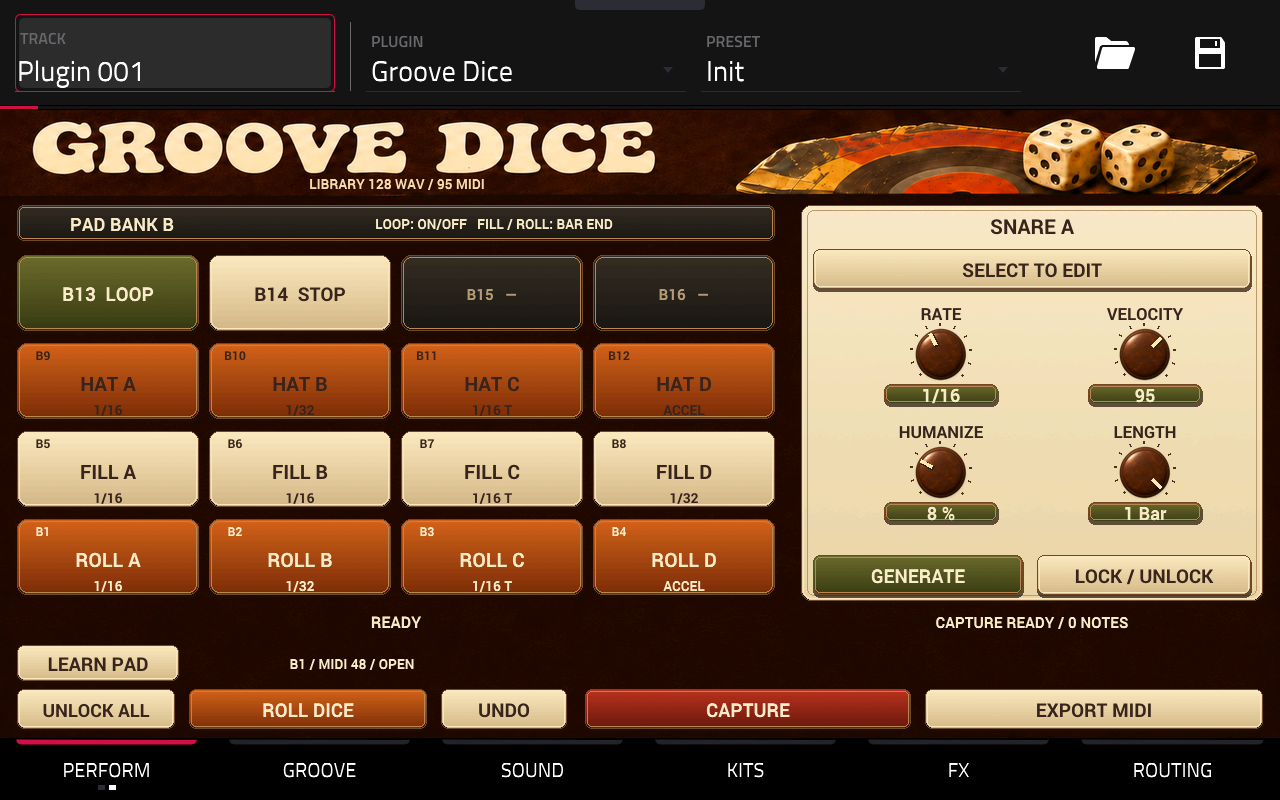 TRACK
Plugin 001
PLUGIN
Groove Dice
PRESET
Init
GROOVE DICE
LIBRARY 128 WAV / 95 MIDI
PAD BANK B
LOOP: ON/OFF FILL / ROLL: BAR END
B13 LOOP
B14 STOP
B15 –
B16 –
B9
HAT A
1/16
B10
HAT B
1/32
B11
HAT C
1/16 T
B12
HAT D
ACCEL
B5
FILL A
1/16
B6
FILL B
1/16
B7
FILL C
1/16 T
B8
FILL D
1/32
B1
ROLL A
1/16
B2
ROLL B
1/32
B3
ROLL C
1/16 T
B4
ROLL D
ACCEL
READY
SNARE A
SELECT TO EDIT
RATE
1/16
VELOCITY
95
HUMANIZE
8 %
LENGTH
1 Bar
GENERATE
LOCK / UNLOCK
CAPTURE READY / 0 NOTES
LEARN PAD
B1 / MIDI 48 / OPEN
UNLOCK ALL
ROLL DICE
UNDO
CAPTURE
EXPORT MIDI
PERFORM
GROOVE
SOUND
KITS
FX
ROUTING